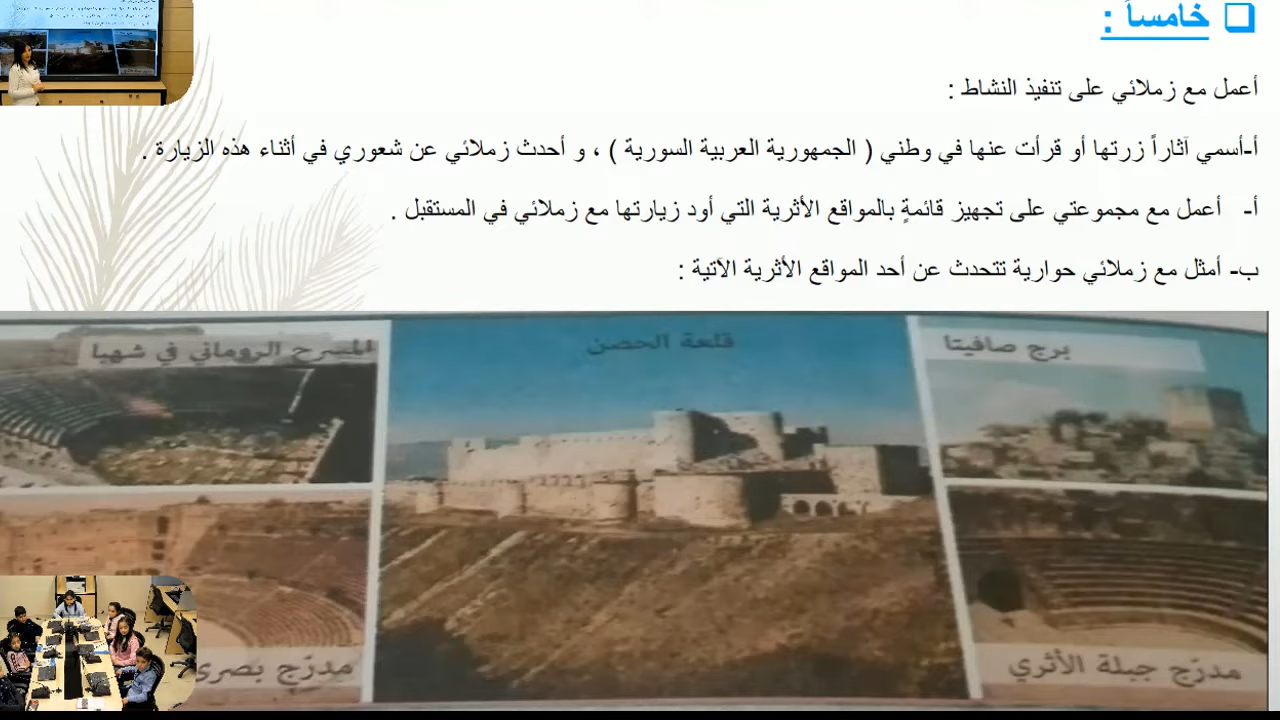 ❑ خامساً :
أعمل مع زملائي على تنفيذ النشاط :
أ-أسمي آثاراً زرتها أو قرأت عنها في وطني ( الجمهورية العربية السورية ) ، و أحدث زملائي عن شعوري في أثناء هذه الزيارة .
أ- أعمل مع مجموعتي على تجهيز قائمةٍ بالمواقع الأثرية التي أود زيارتها مع زملائي في المستقبل .
ب- أمثل مع زملائي حوارية تتحدث عن أحد المواقع الأثرية الآتية :
برج صافيتا
قلعة الحصن
المسرح الروماني في شهبا
مدرّج جبلة الأثري
مدرّج بصرى